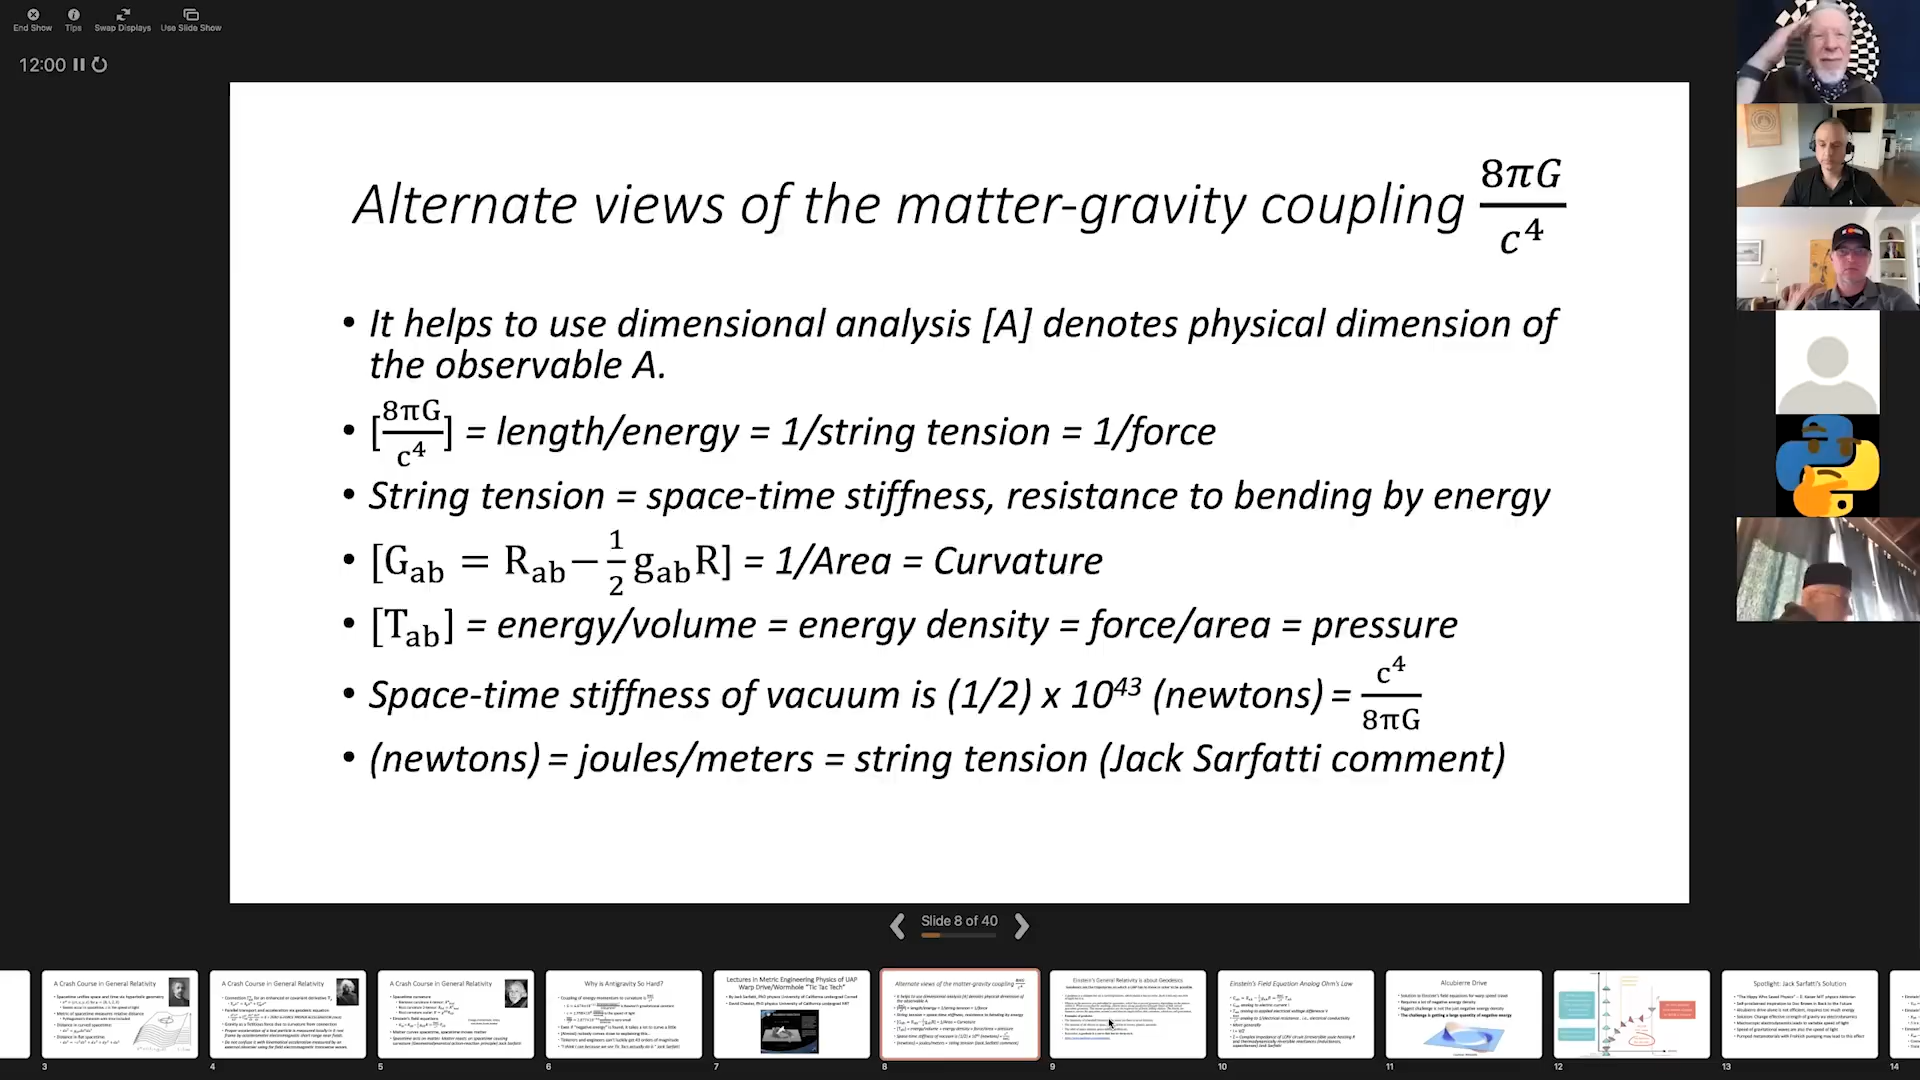 End Show Tips Swap Displays Use Slide Show
12:00
Alternate views of the matter-gravity coupling 8πG/c⁴
• It helps to use dimensional analysis [A] denotes physical dimension of
the observable A.
• [8πG/c⁴] = length/energy = 1/string tension = 1/force
• String tension = space-time stiffness, resistance to bending by energy
• [G_ab = R_ab − 1/2 g_ab R] = 1/Area = Curvature
• [T_ab] = energy/volume = energy density = force/area = pressure
• Space-time stiffness of vacuum is (1/2) x 10⁴³ (newtons) = c⁴/8πG
• (newtons) = joules/meters = string tension (Jack Sarfatti comment)
Slide 8 of 40
A Crash Course in General Relativity
A Crash Course in General Relativity
A Crash Course in General Relativity
Why is Antigravity So Hard?
Lectures in Metric Engineering Physics of UAP
Warp Drive/Wormhole "Tic Tac Tech"
Alternate views of the matter-gravity coupling
Einstein's General Relativity is about Geodesics
Einstein's Field Equation Analog Ohm's Law
Alcubierre Drive
Spotlight: Jack Sarfatti's Solution
3 4 5 6 7 8 9 10 11 12 13 14